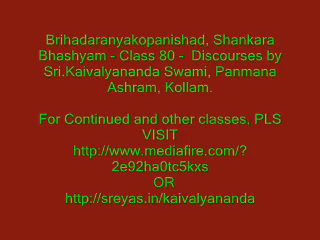 Brihadaranyakopanishad, Shankara
Bhashyam - Class 80 -  Discourses by
Sri.Kaivalyananda Swami, Panmana
Ashram, Kollam.
For Continued and other classes, PLS
VISIT
http://www.mediafire.com/?
2e92ha0tc5kxs
OR
http://sreyas.in/kaivalyananda